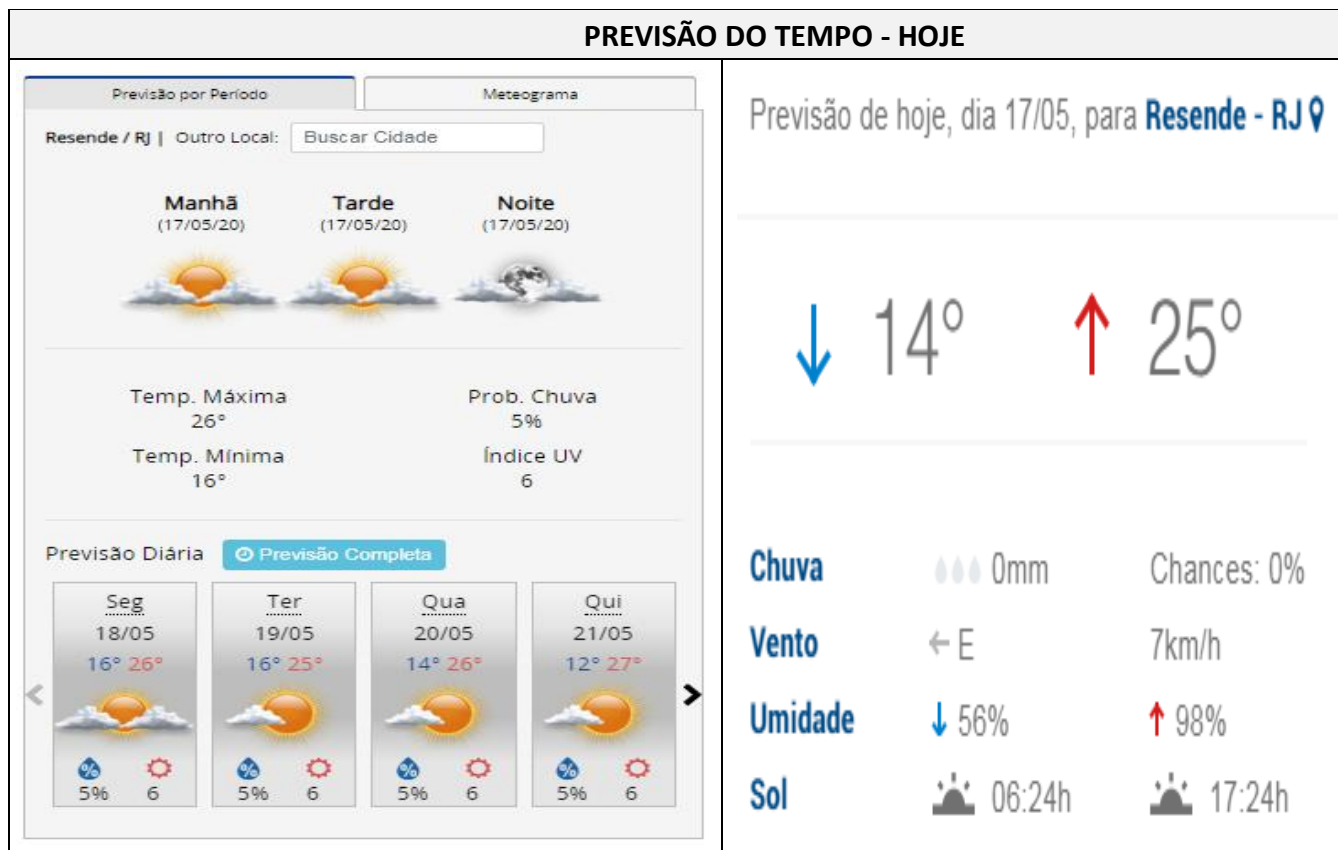 PREVISÃO DO TEMPO - HOJE
Previsão por Período
Meteograma
Resende / RJ | Outro Local: Buscar Cidade
Manhã Tarde Noite
(17/05/20) (17/05/20) (17/05/20)
Temp. Máxima Prob. Chuva
26° 5%
Temp. Mínima Índice UV
16° 6
Previsão Diária Previsão Completa
Seg Ter Qua Qui
18/05 19/05 20/05 21/05
16° 26° 16° 25° 14° 26° 12° 27°
% % % %
5% 6 5% 6 5% 6 5% 6
Previsão de hoje, dia 17/05, para Resende - RJ
↓ 14° ↑ 25°
Chuva 0mm Chances: 0%
Vento ← E 7km/h
Umidade ↓ 56% ↑ 98%
Sol 06:24h 17:24h